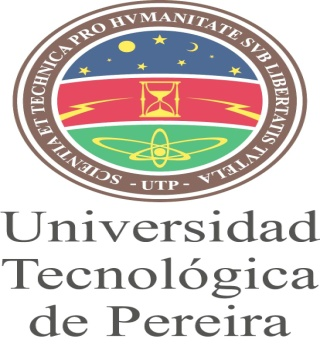 SCIENTIA ET TECHNICA PRO HVMANITATE SVB LIBERTATIS TVTELA
- UTP -
Universidad
Tecnológica
de Pereira